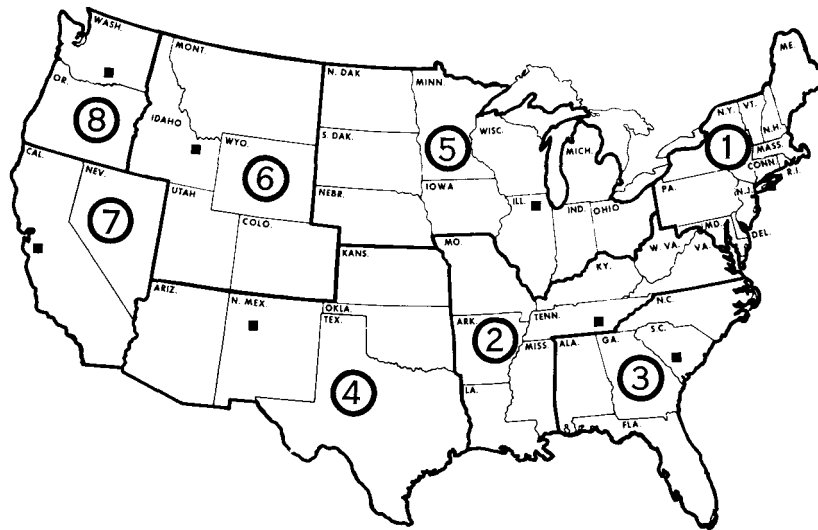 WASH.
MONT.
N. DAK
MINN
ME.
OR.
N.Y.
VT.
8
IDAHO
N.H.
S. DAK.
WISC.
MICH.
1
MASS.
WYO.
5
CONN.
R.I.
CAL.
NEV.
6
UTAH
NEBR.
IOWA
ILL.
IND.
OHIO
PA.
N.J.
7
COLO.
MD.
DEL.
KANS.
MO.
W. VA.
VA.
KY.
ARIZ.
N. MEX.
OKLA.
TEX.
ARK.
TENN.
N.C.
2
MISS.
ALA.
GA.
S.C.
4
LA.
3
FLA.